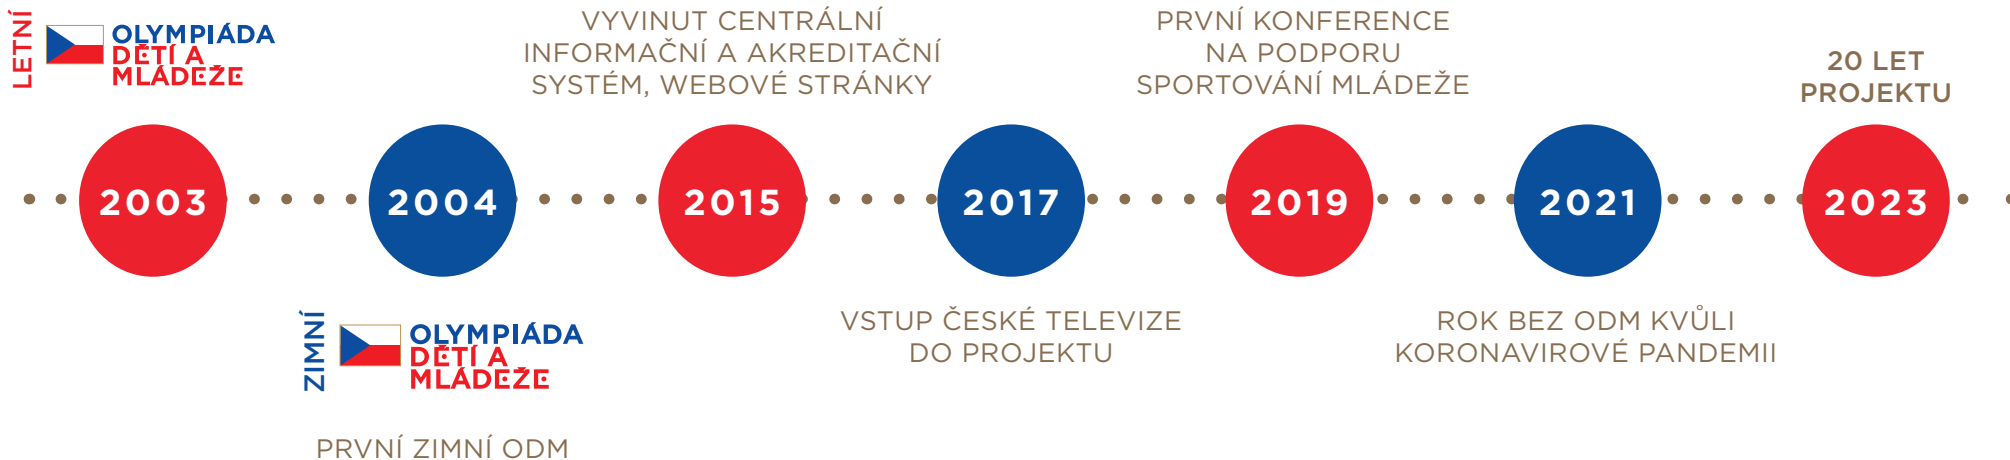 LETNÍ
OLYMPIÁDA
DĚTÍ A
MLÁDEŽE
VYVINUT CENTRÁLNÍ
INFORMAČNÍ A AKREDITAČNÍ
SYSTÉM, WEBOVÉ STRÁNKY
PRVNÍ KONFERENCE
NA PODPORU
SPORTOVÁNÍ MLÁDEŽE
20 LET
PROJEKTU
2003
2004
2015
2017
2019
2021
2023
ZIMNÍ
OLYMPIÁDA
DĚTÍ A
MLÁDEŽE
PRVNÍ ZIMNÍ ODM
VSTUP ČESKÉ TELEVIZE
DO PROJEKTU
ROK BEZ ODM KVŮLI
KORONAVIROVÉ PANDEMII